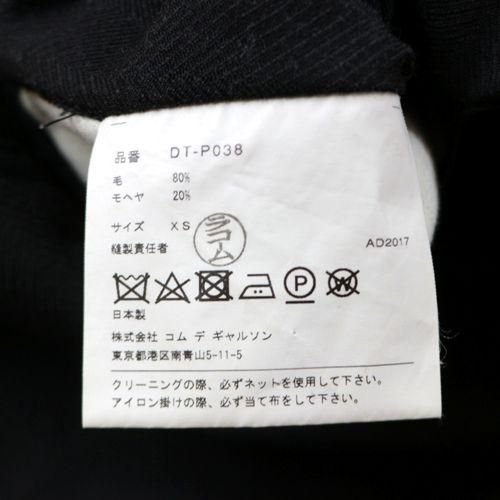 品番 DT-P038
毛 80%
モヘヤ 20%
サイズ XS
ラコム
縫製責任者
AD2017
P
W
日本製
株式会社 コム デ ギャルソン
東京都港区南青山5-11-5
クリーニングの際、必ずネットを使用して下さい。
アイロン掛けの際、必ず当て布をして下さい。